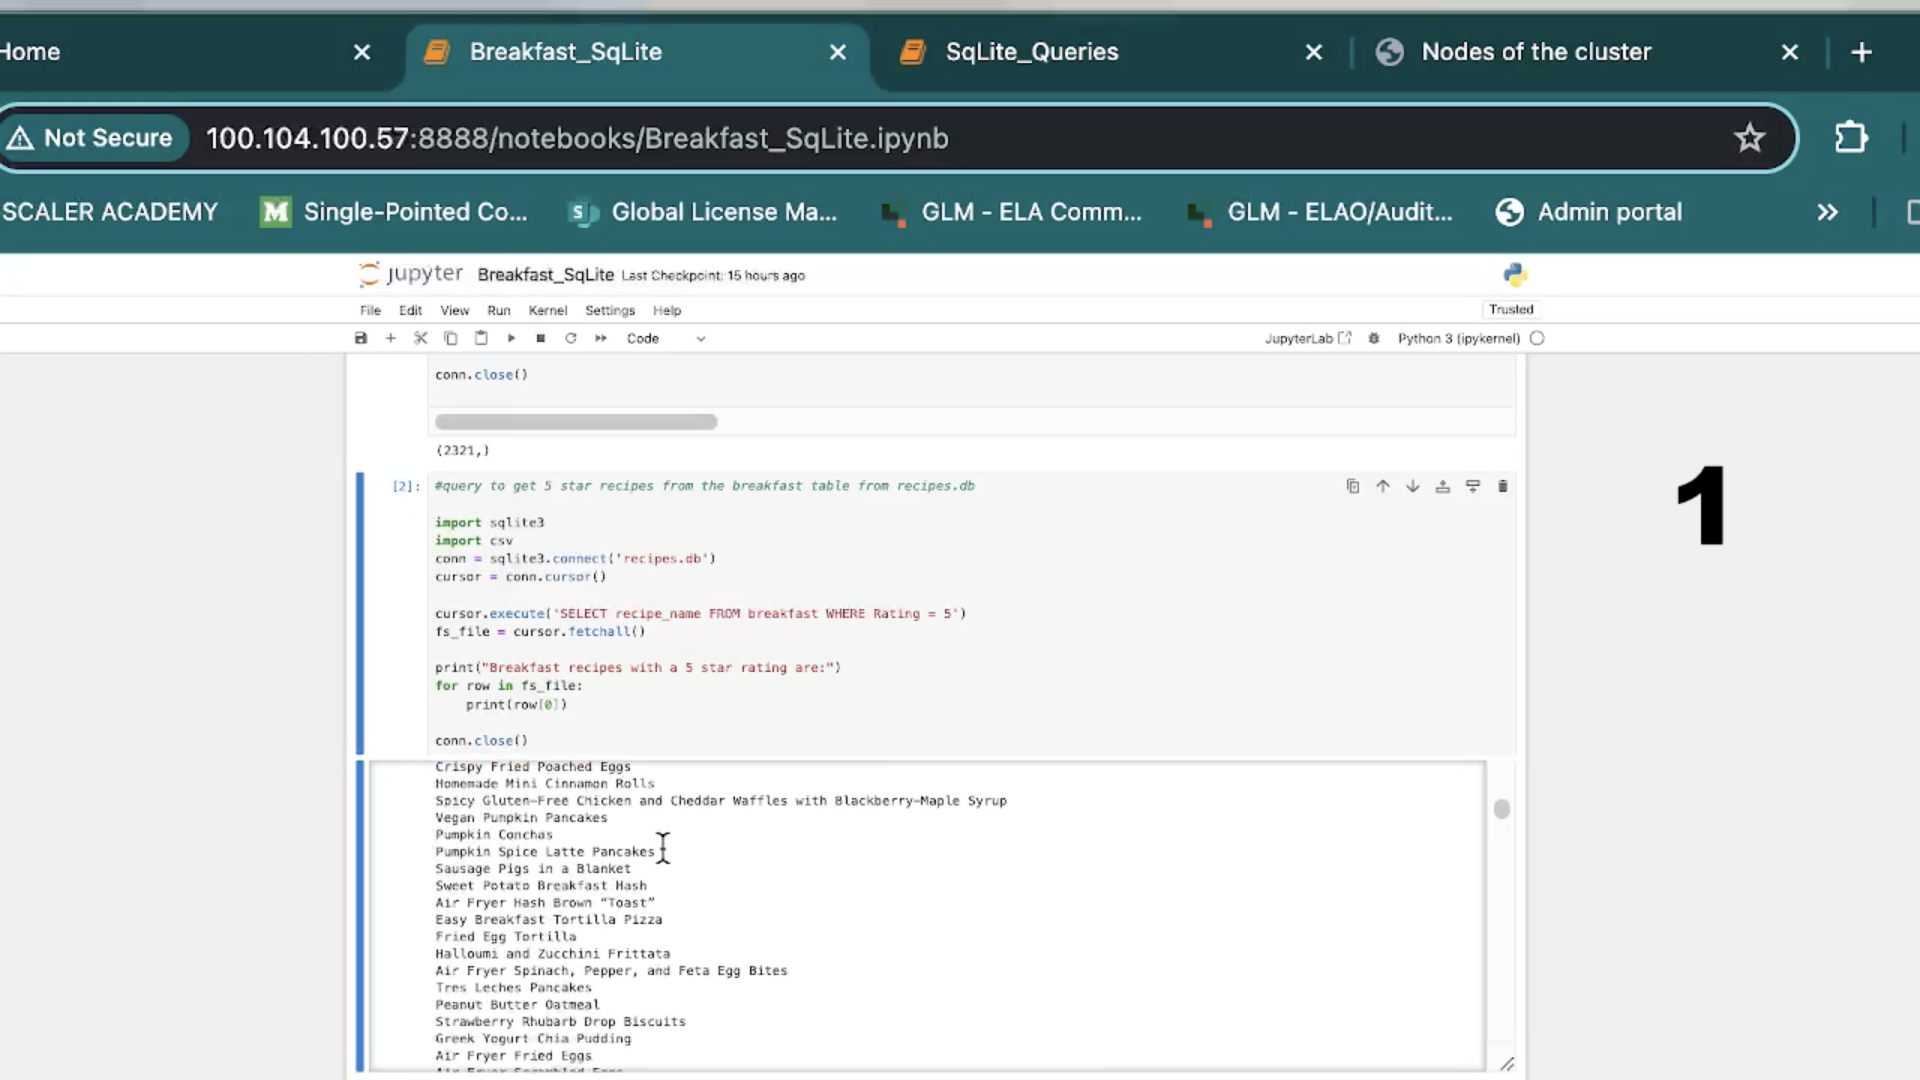 Home
Breakfast_SqLite
SqLite_Queries
Nodes of the cluster
Not Secure
100.104.100.57:8888/notebooks/Breakfast_SqLite.ipynb
SCALER ACADEMY
Single-Pointed Co...
Global License Ma...
GLM - ELA Comm...
GLM - ELAO/Audit...
Admin portal
jupyter Breakfast_SqLite Last Checkpoint: 15 hours ago
File Edit View Run Kernel Settings Help
Trusted
Code
JupyterLab
Python 3 (ipykernel)
conn.close()
(2321,)
1
[2]: #query to get 5 star recipes from the breakfast table from recipes.db
import sqlite3
import csv
conn = sqlite3.connect('recipes.db')
cursor = conn.cursor()
cursor.execute('SELECT recipe_name FROM breakfast WHERE Rating = 5')
fs_file = cursor.fetchall()
print("Breakfast recipes with a 5 star rating are:")
for row in fs_file:
    print(row[0])
conn.close()
Crispy Fried Poached Eggs
Homemade Mini Cinnamon Rolls
Spicy Gluten-Free Chicken and Cheddar Waffles with Blackberry-Maple Syrup
Vegan Pumpkin Pancakes
Pumpkin Conchas
Pumpkin Spice Latte Pancakes
Sausage Pigs in a Blanket
Sweet Potato Breakfast Hash
Air Fryer Hash Brown “Toast”
Easy Breakfast Tortilla Pizza
Fried Egg Tortilla
Halloumi and Zucchini Frittata
Air Fryer Spinach, Pepper, and Feta Egg Bites
Tres Leches Pancakes
Peanut Butter Oatmeal
Strawberry Rhubarb Drop Biscuits
Greek Yogurt Chia Pudding
Air Fryer Fried Eggs
Air Fryer Scrambled Eggs